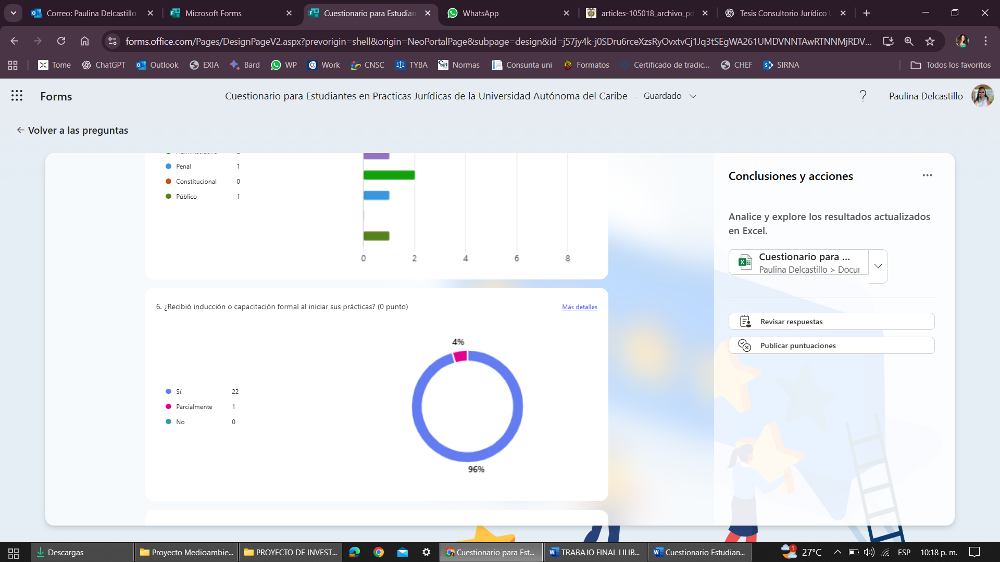 Correo: Paulina Delcastillo
Microsoft Forms
Cuestionario para Estudian
WhatsApp
articles-105018_archivo_pd
Tesis Consultorio Jurídico
forms.office.com/Pages/DesignPageV2.aspx?prevorigin=shell&origin=NeoPortalPage&subpage=design&id=j57jy4k-j0SDru6rceXzsRyOvxtvCj1Jq3tSEgWA261UMDVNNTAwRTNNMjRDV...
Tome
ChatGPT
Outlook
EXIA
Bard
WP
Work
CNSC
TYBA
Normas
Consunta uni
Formatos
Certificado de tradic...
CHEF
SIRNA
Todos los favoritos
Forms
Cuestionario para Estudiantes en Practicas Jurídicas de la Universidad Autónoma del Caribe - Guardado
?
Paulina Delcastillo
Volver a las preguntas
Penal 1
Constitucional 0
Público 1
0 2 4 6 8
6. ¿Recibió inducción o capacitación formal al iniciar sus prácticas? (0 punto)
Más detalles
4%
Sí 22
Parcialmente 1
No 0
96%
Conclusiones y acciones
Analice y explore los resultados actualizados
en Excel.
Cuestionario para ...
Paulina Delcastillo > Docu
Revisar respuestas
Publicar puntuaciones
Descargas
Proyecto Medioambie...
PROYECTO DE INVEST...
Cuestionario para Est...
TRABAJO FINAL LILIB...
Cuestionario Estudian...
1
27°C
ESP
10:18 p. m.